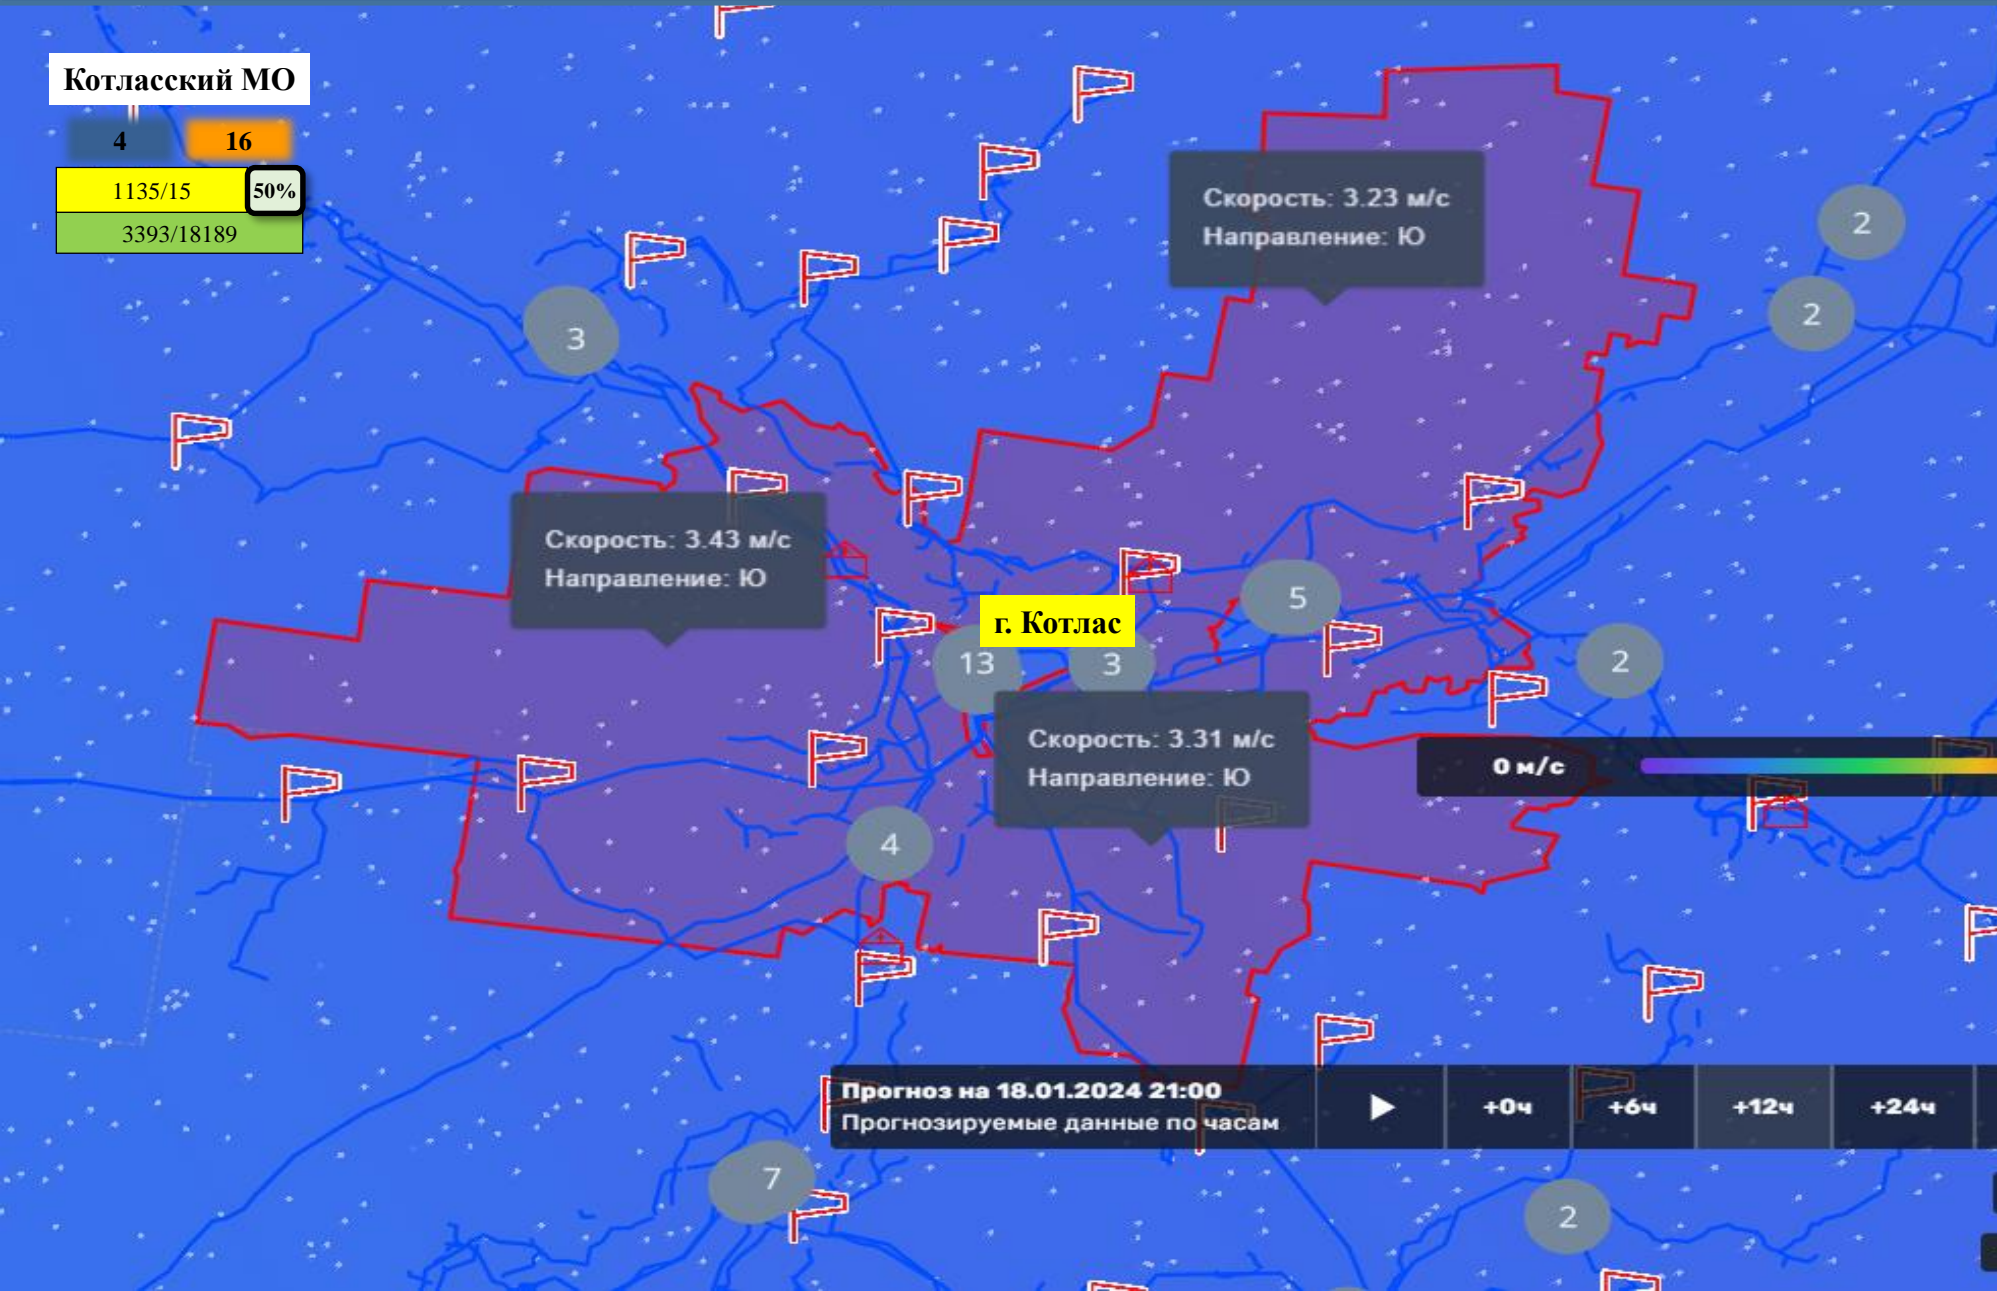 Котласский МО
4
16
1135/15
50%
3393/18189
Скорость: 3.23 м/с
Направление: Ю
2
2
3
Скорость: 3.43 м/с
Направление: Ю
5
г. Котлас
13
3
2
Скорость: 3.31 м/с
Направление: Ю
0 м/с
4
Прогноз на 18.01.2024 21:00
Прогнозируемые данные по часам
+0ч
+6ч
+12ч
+24ч
7
2